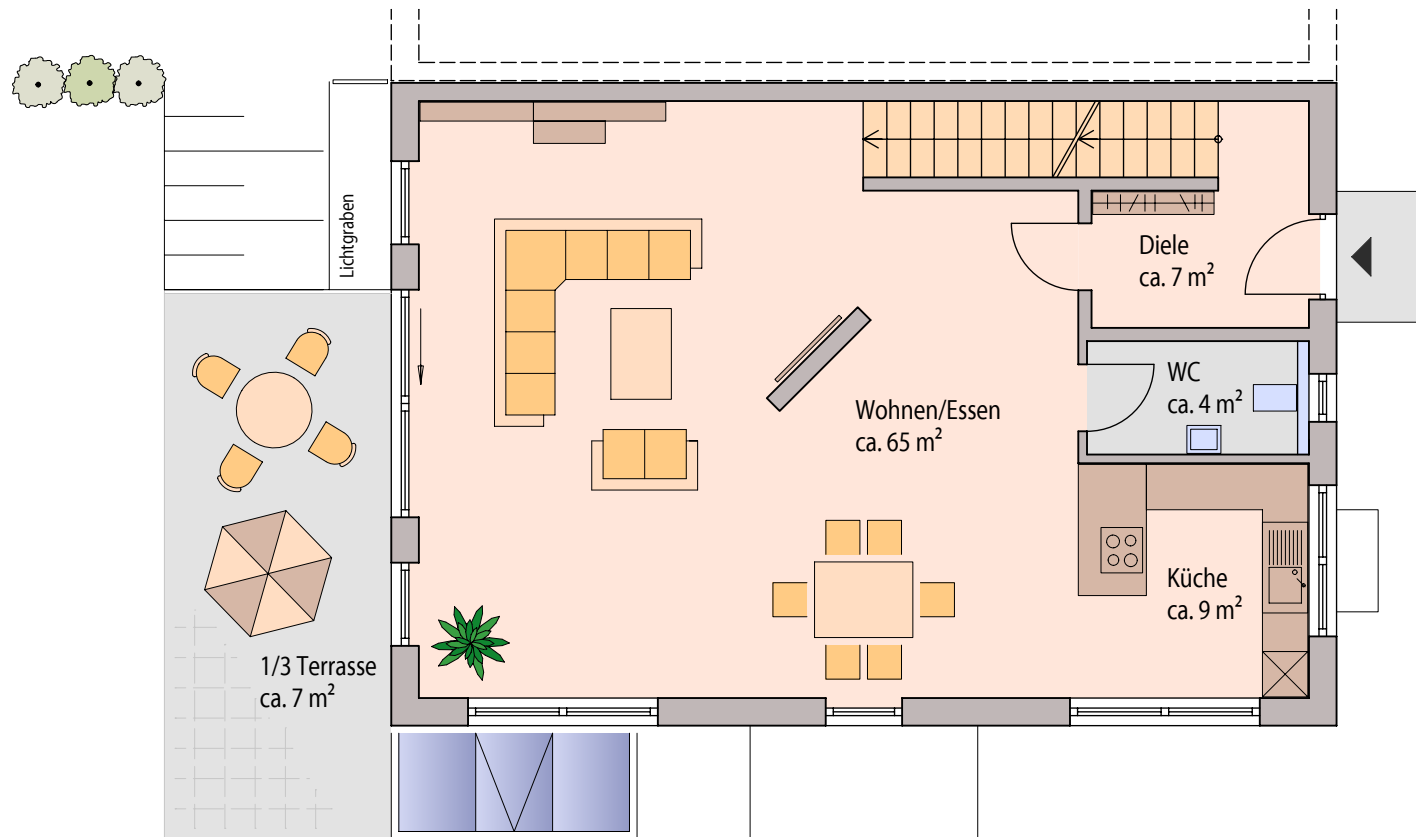 Lichtgraben
Diele
ca. 7 m²
WC
ca. 4 m²
Wohnen/Essen
ca. 65 m²
Küche
ca. 9 m²
1/3 Terrasse
ca. 7 m²